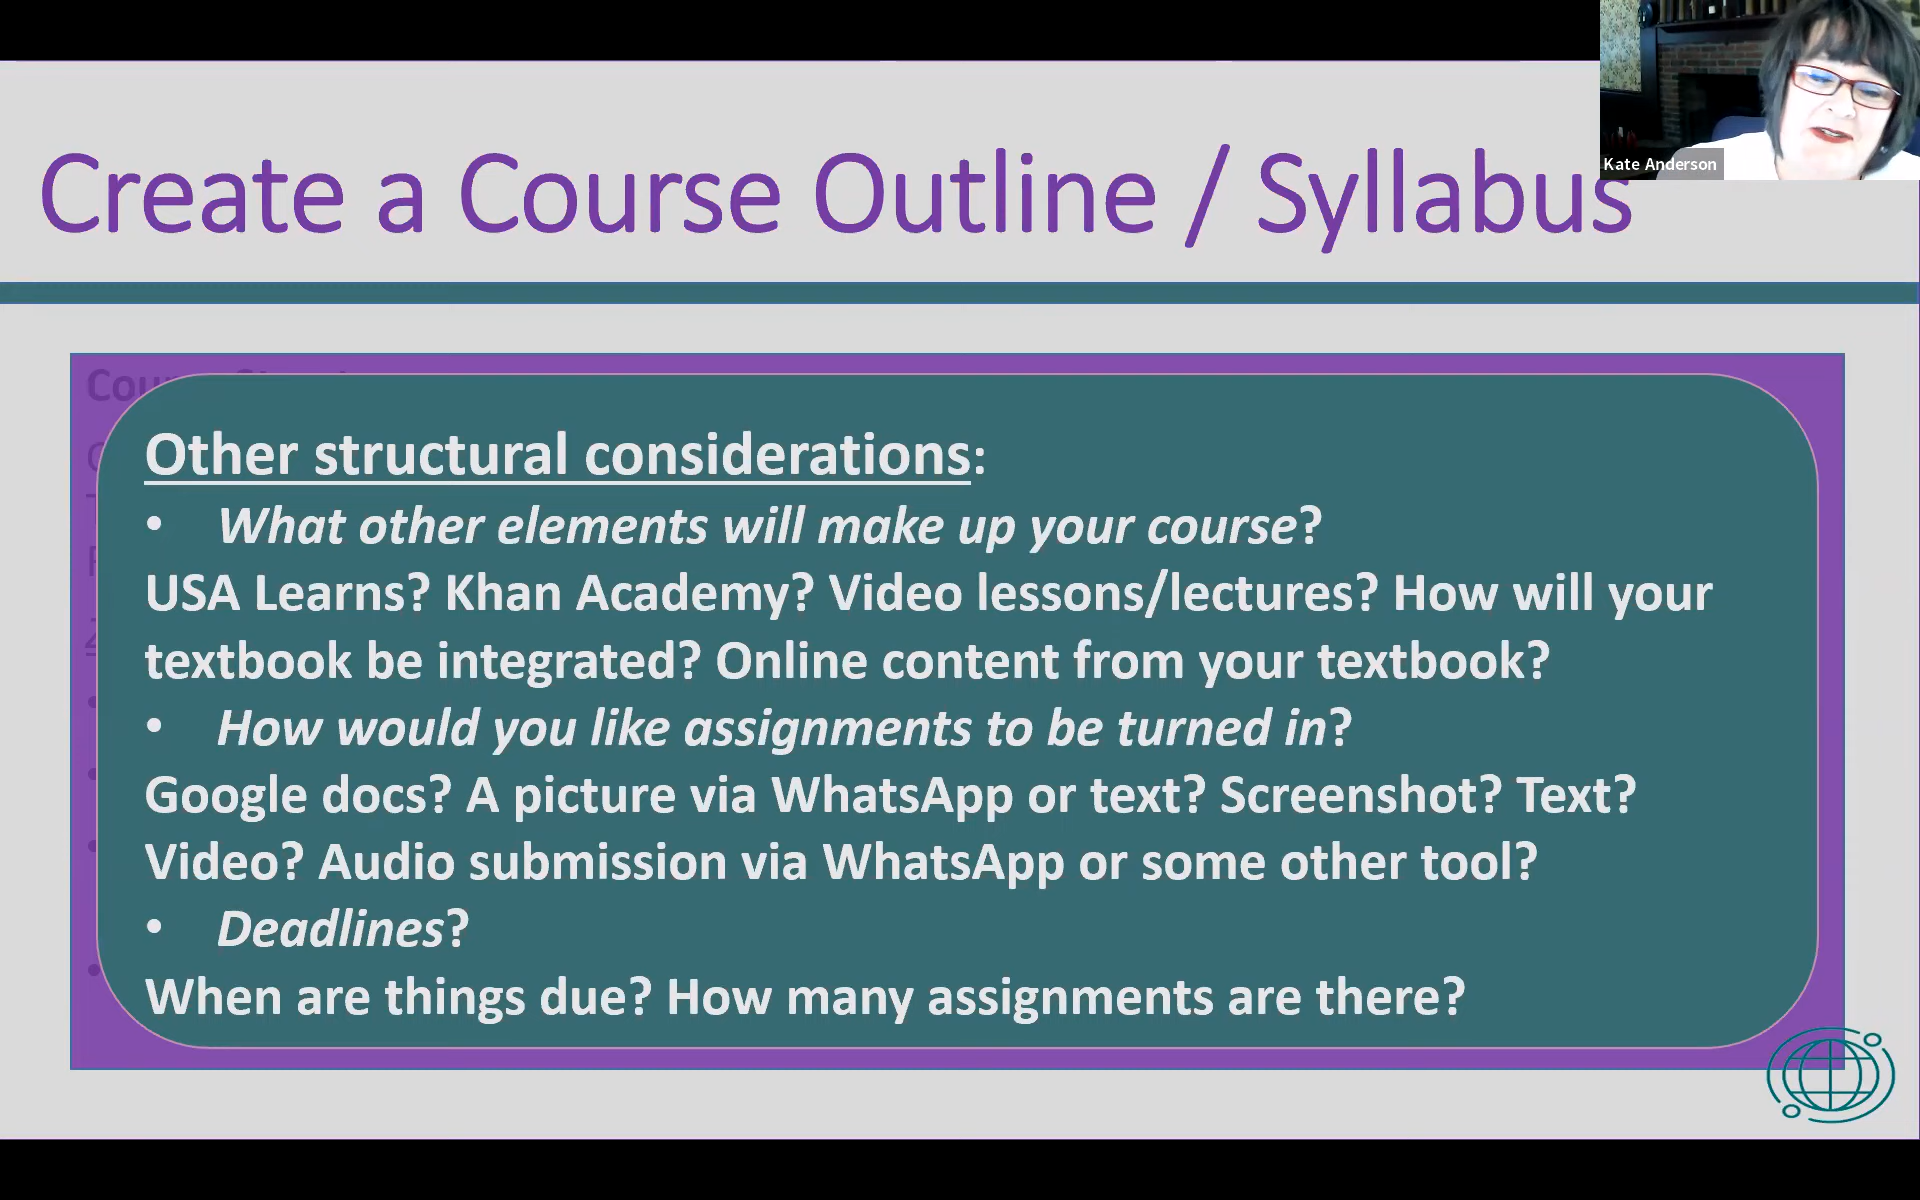 Create a Course Outline / Syllabus
Kate Anderson
Other structural considerations:
• What other elements will make up your course?
USA Learns? Khan Academy? Video lessons/lectures? How will your
textbook be integrated? Online content from your textbook?
• How would you like assignments to be turned in?
Google docs? A picture via WhatsApp or text? Screenshot? Text?
Video? Audio submission via WhatsApp or some other tool?
• Deadlines?
When are things due? How many assignments are there?